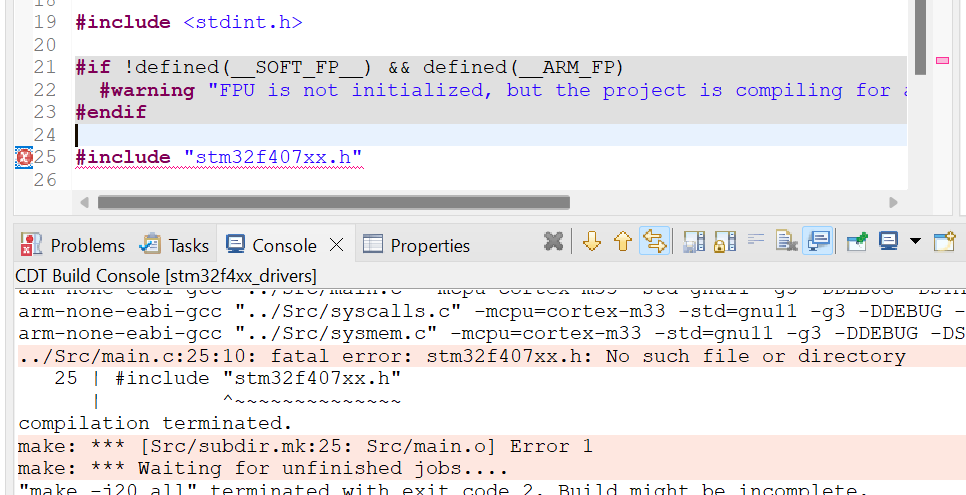 18
19 #include <stdint.h>
20
21 #if !defined(__SOFT_FP__) && defined(__ARM_FP)
22 #warning "FPU is not initialized, but the project is compiling for
23 #endif
24
25 #include "stm32f407xx.h"
26
Problems Tasks Console Properties
CDT Build Console [stm32f4xx_drivers]
arm-none-eabi-gcc "../Src/main.c" -mcpu=cortex-m33 -std=gnu11 -g3 -DDEBUG
arm-none-eabi-gcc "../Src/syscalls.c" -mcpu=cortex-m33 -std=gnu11 -g3 -DDEBUG -
arm-none-eabi-gcc "../Src/sysmem.c" -mcpu=cortex-m33 -std=gnu11 -g3 -DDEBUG -DS
../Src/main.c:25:10: fatal error: stm32f407xx.h: No such file or directory
25 | #include "stm32f407xx.h"
| ^~~~~~~~~~~~~~~
compilation terminated.
make: *** [Src/subdir.mk:25: Src/main.o] Error 1
make: *** Waiting for unfinished jobs....
"make -j20 all" terminated with exit code 2. Build might be incomplete.